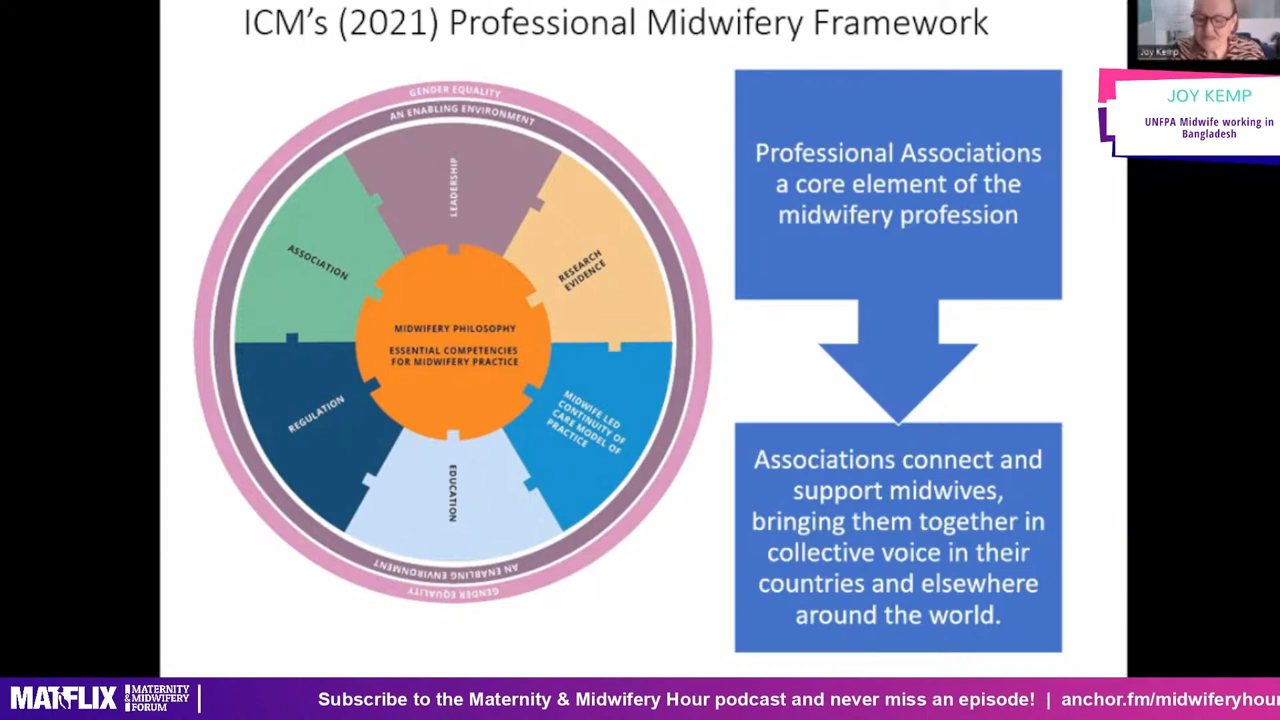 ICM's (2021) Professional Midwifery Framework
Joy Kemp
JOY KEMP
UNFPA Midwife working in
Bangladesh
GENDER EQUALITY
AN ENABLING ENVIRONMENT
LEADERSHIP
ASSOCIATION
RESEARCH
EVIDENCE
MIDWIFERY PHILOSOPHY
ESSENTIAL COMPETENCIES
FOR MIDWIFERY PRACTICE
REGULATION
MIDWIFE LED
CONTINUITY OF
CARE MODEL OF
PRACTICE
EDUCATION
AN ENABLING ENVIRONMENT
GENDER EQUALITY
Professional Associations
a core element of the
midwifery profession
Associations connect and
support midwives,
bringing them together in
collective voice in their
countries and elsewhere
around the world.
MATFLIX
MATERNITY
& MIDWIFERY
FORUM
Subscribe to the Maternity & Midwifery Hour podcast and never miss an episode! | anchor.fm/midwiferyhour